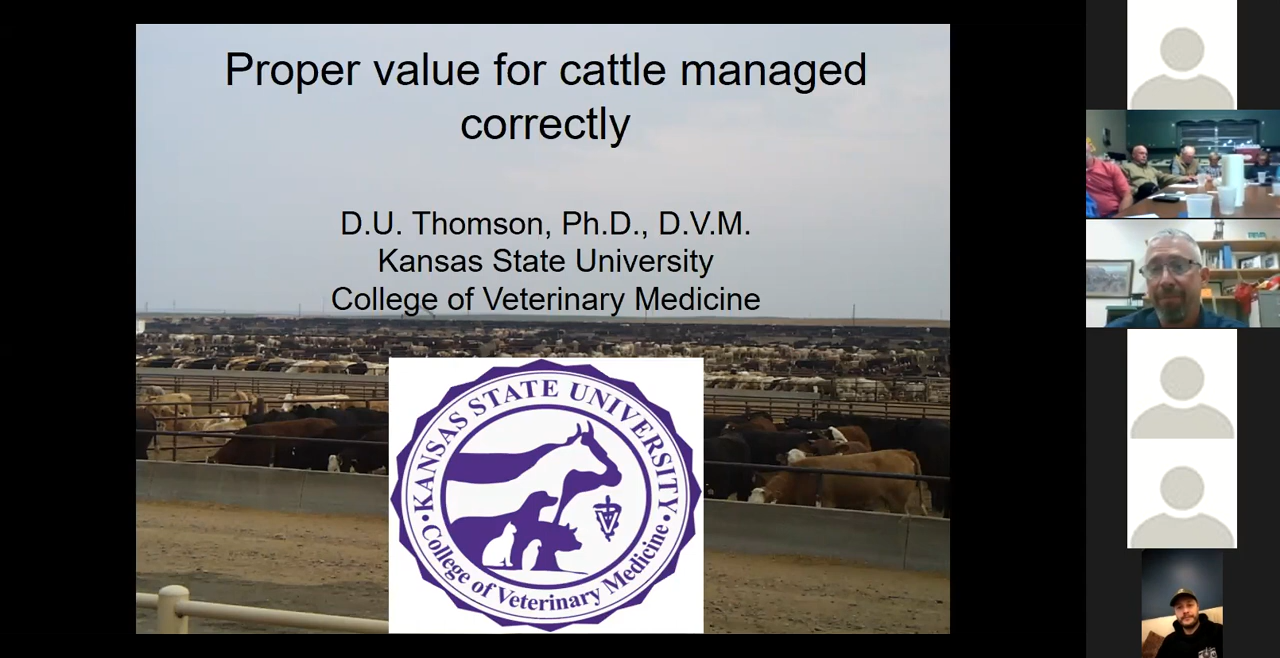 Proper value for cattle managed
correctly
D.U. Thomson, Ph.D., D.V.M.
Kansas State University
College of Veterinary Medicine
KANSAS STATE UNIVERSITY
College of Veterinary Medicine